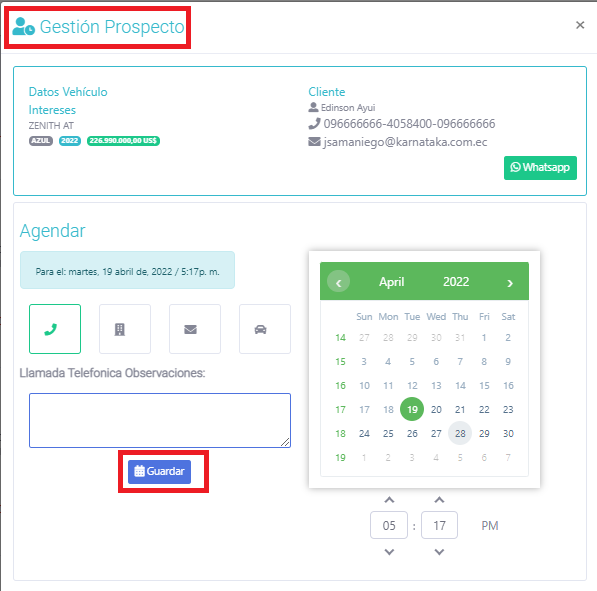 Gestión Prospecto
×
Datos Vehículo
Intereses
ZENITH AT
AZUL 2022 226.990.000,00 US$
Cliente
Edinson Ayui
096666666-4058400-096666666
jsamaniego@karnataka.com.ec
Whatsapp
Agendar
Para el: martes, 19 abril de, 2022 / 5:17p. m.
Llamada Telefonica Observaciones:
Guardar
‹ April 2022 ›
Sun Mon Tue Wed Thu Fri Sat
14 27 28 29 30 31 1 2
15 3 4 5 6 7 8 9
16 10 11 12 13 14 15 16
17 17 18 19 20 21 22 23
18 24 25 26 27 28 29 30
19 1 2 3 4 5 6 7
05 : 17 PM